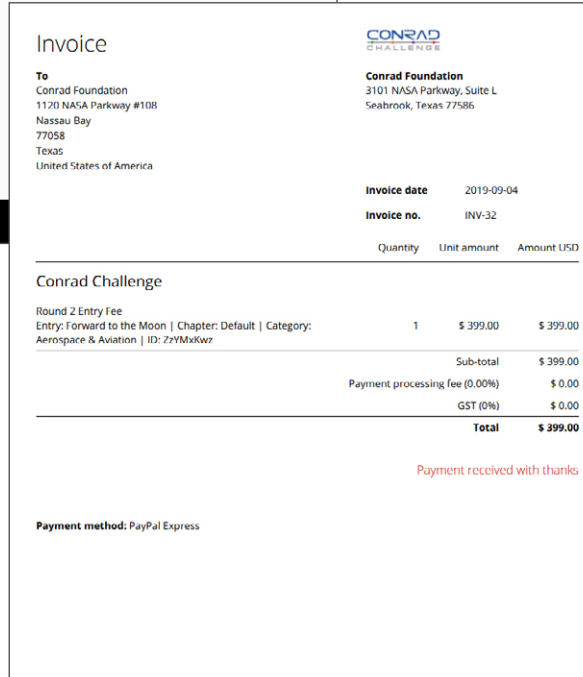 Invoice
CONRAD
CHALLENGE
To
Conrad Foundation
1120 NASA Parkway #108
Nassau Bay
77058
Texas
United States of America
Conrad Foundation
3101 NASA Parkway, Suite L
Seabrook, Texas 77586
Invoice date 2019-09-04
Invoice no. INV-32
Quantity Unit amount Amount USD
Conrad Challenge
Round 2 Entry Fee
Entry: Forward to the Moon | Chapter: Default | Category: 1 $ 399.00 $ 399.00
Aerospace & Aviation | ID: ZzYMxKwz
Sub-total $ 399.00
Payment processing fee (0.00%) $ 0.00
GST (0%) $ 0.00
Total $ 399.00
Payment received with thanks
Payment method: PayPal Express